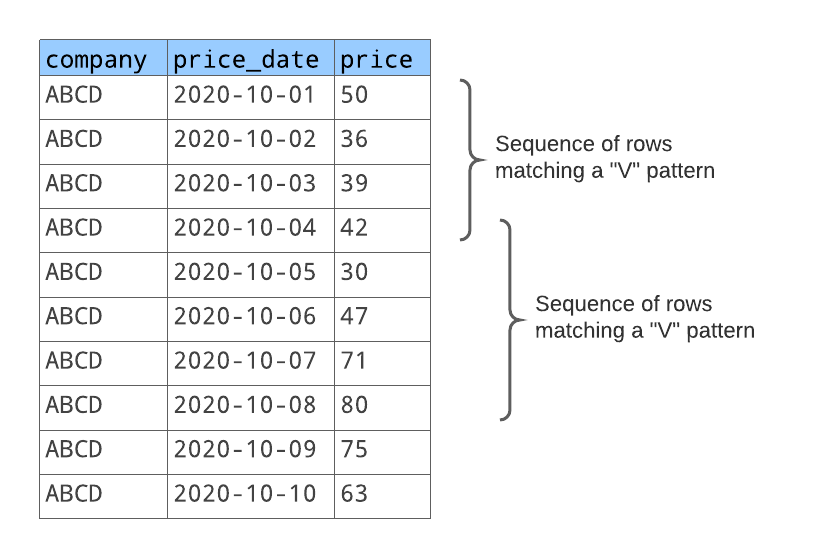 company price_date price
ABCD 2020-10-01 50
ABCD 2020-10-02 36
ABCD 2020-10-03 39
ABCD 2020-10-04 42
ABCD 2020-10-05 30
ABCD 2020-10-06 47
ABCD 2020-10-07 71
ABCD 2020-10-08 80
ABCD 2020-10-09 75
ABCD 2020-10-10 63
Sequence of rows
matching a "V" pattern
Sequence of rows
matching a "V" pattern